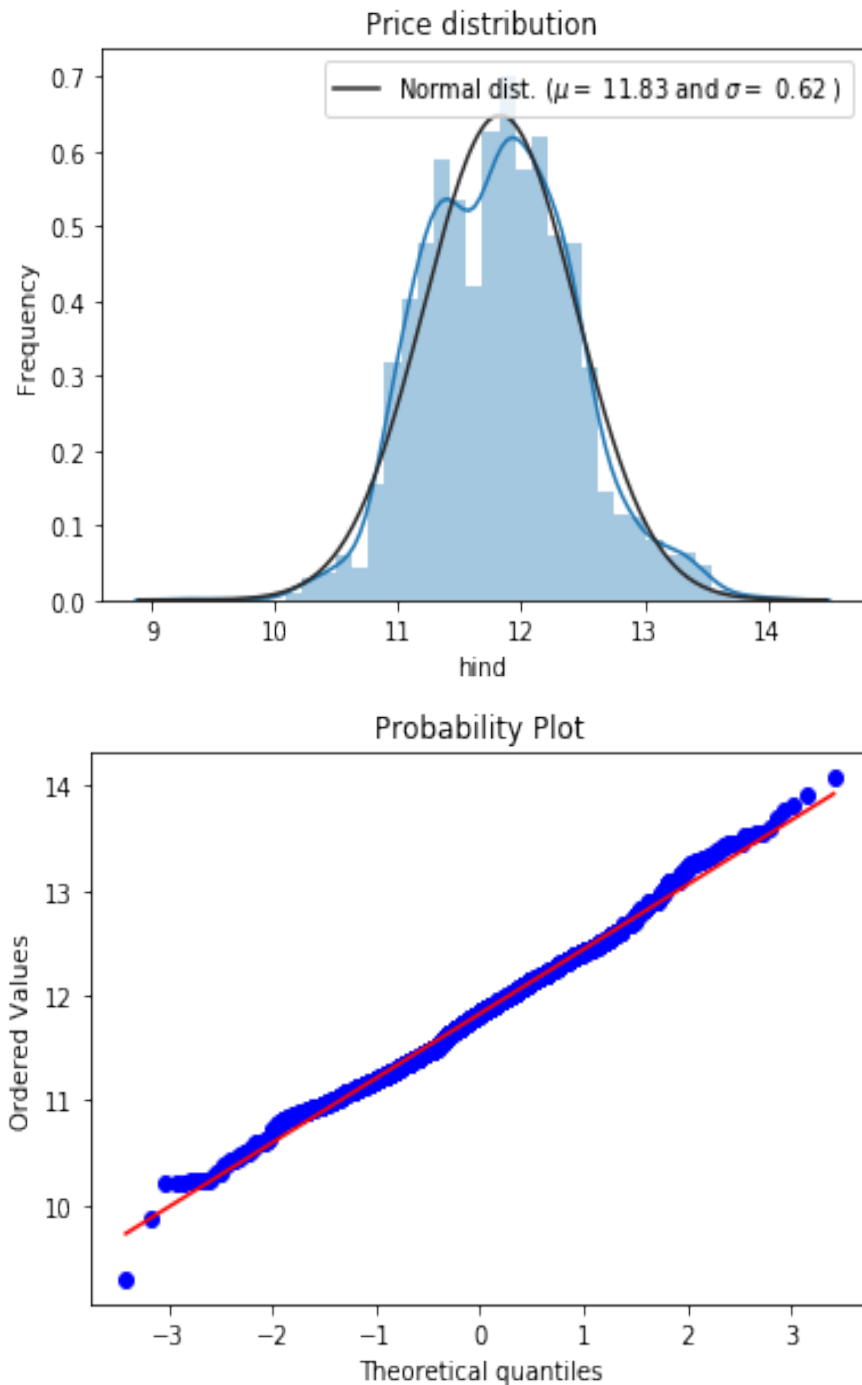 Price distribution
Normal dist. (μ = 11.83 and σ = 0.62 )
0.7
0.6
0.5
0.4
0.3
0.2
0.1
0.0
Frequency
9 10 11 12 13 14
hind
Probability Plot
14
13
12
11
10
Ordered Values
−3 −2 −1 0 1 2 3
Theoretical quantiles